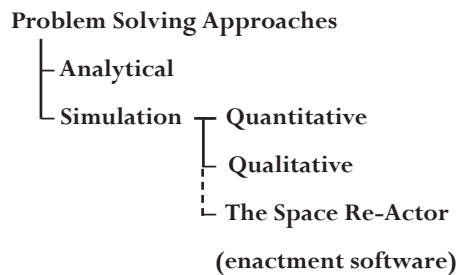 Problem Solving Approaches
Analytical
Simulation Quantitative
Qualitative
The Space Re-Actor
(enactment software)